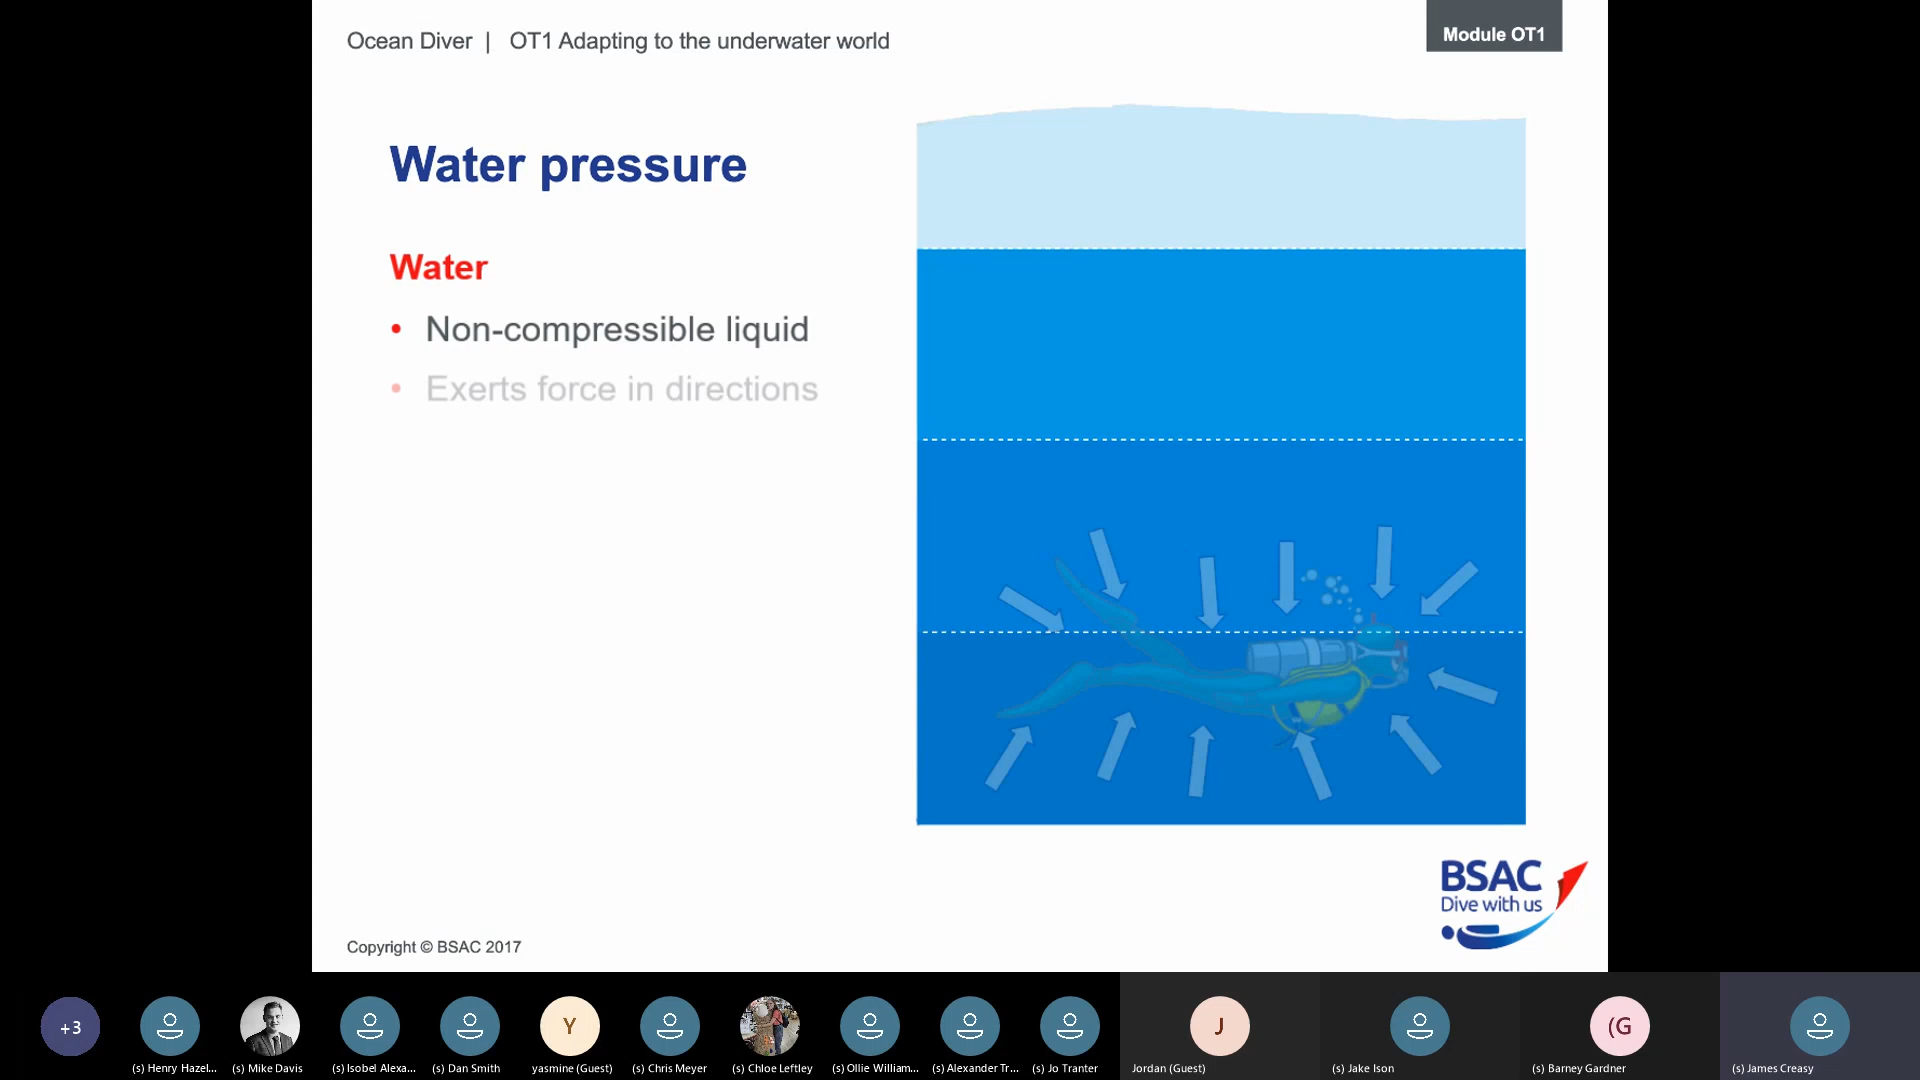 Ocean Diver | OT1 Adapting to the underwater world
Module OT1
Water pressure
Water
• Non-compressible liquid
• Exerts force in directions
BSAC
Dive with us
Copyright © BSAC 2017
+3
Y
J
(G
(s) Henry Hazel...
(s) Mike Davis
(s) Isobel Alexa...
(s) Dan Smith
yasmine (Guest)
(s) Chris Meyer
(s) Chloe Leftley
(s) Ollie William...
(s) Alexander Tr...
(s) Jo Tranter
Jordan (Guest)
(s) Jake Ison
(s) Barney Gardner
(s) James Creasy